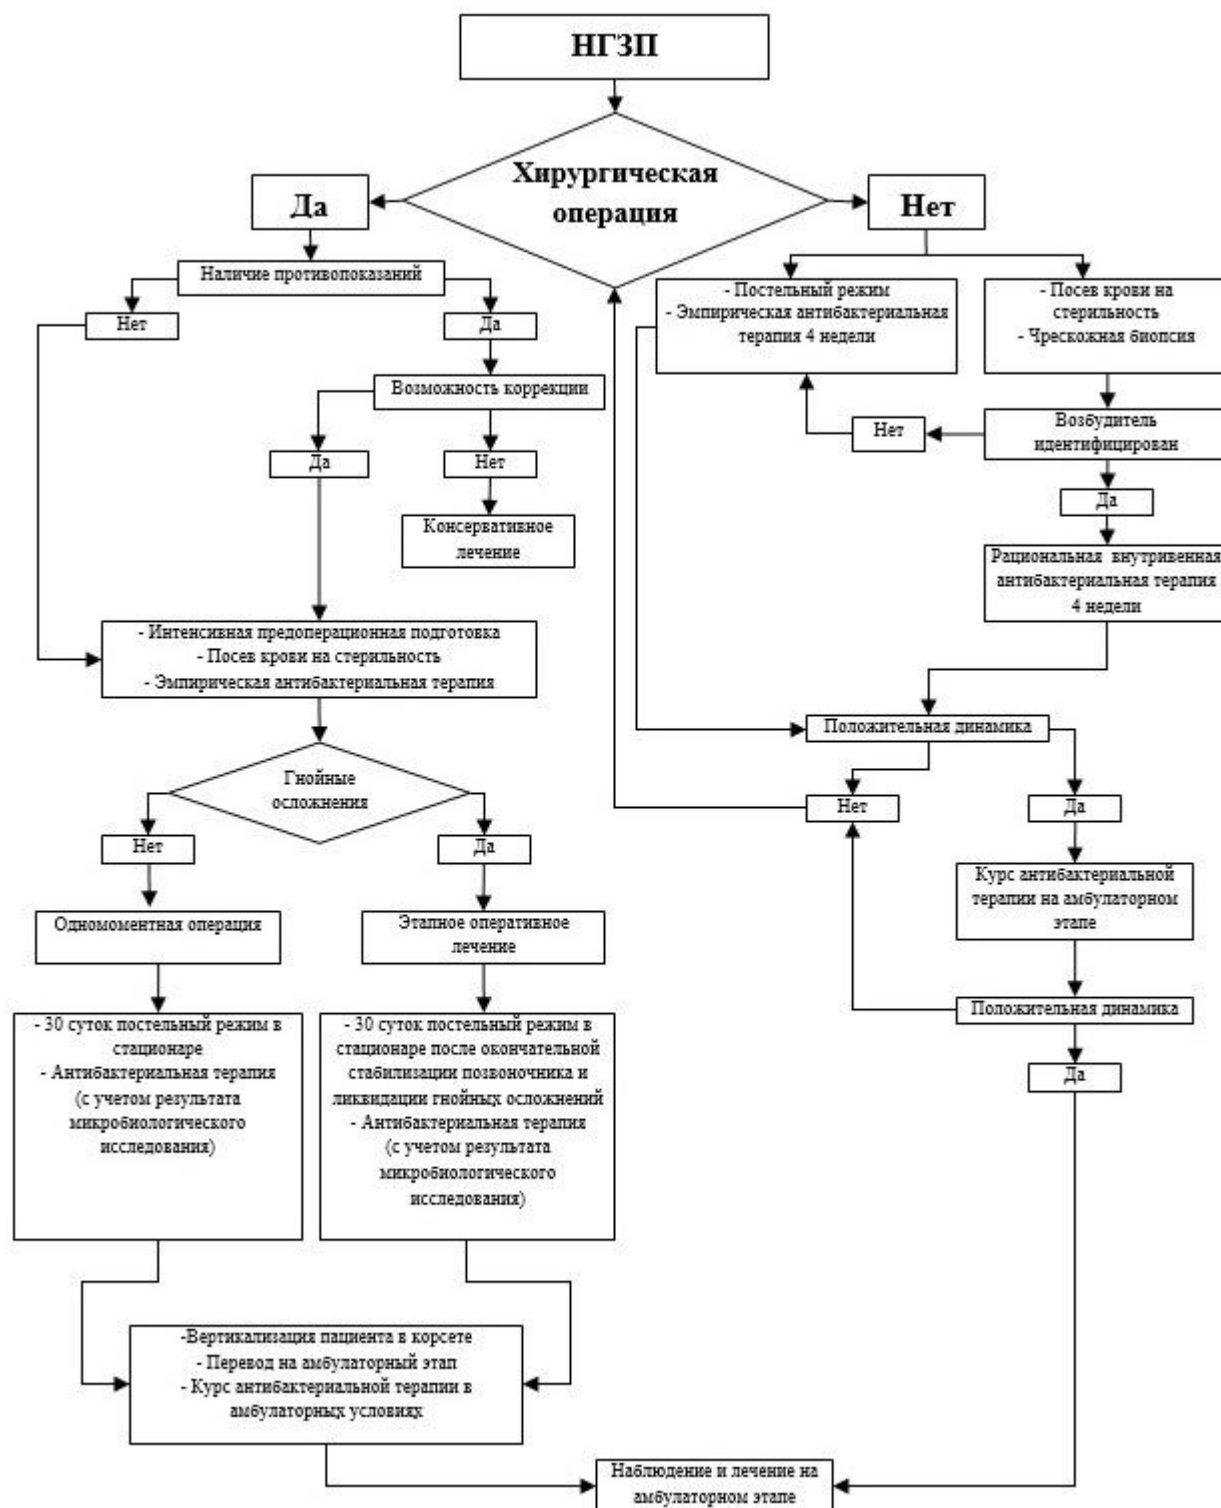 НГЗП
Хирургическая
операция
Да
Нет
Наличие противопоказаний
Нет
Да
- Постельный режим
- Эмпирическая антибактериальная
терапия 4 недели
- Посев крови на
стерильность
- Чрескожная биопсия
Возможность коррекции
Нет
Возбудитель
идентифицирован
Да
Нет
Да
Консервативное
лечение
Рациональная внутривенная
антибактериальная терапия
4 недели
- Интенсивная предоперационная подготовка
- Посев крови на стерильность
- Эмпирическая антибактериальная терапия
Положительная динамика
Гнойные
осложнения
Нет
Да
Нет
Да
Курс антибактериальной
терапии на амбулаторном
этапе
Одномоментная операция
Этапное оперативное
лечение
Положительная динамика
- 30 суток постельный режим в
стационаре
- Антибактериальная терапия
(с учетом результата
микробиологического
исследования)
- 30 суток постельный режим в
стационаре после окончательной
стабилизации позвоночника и
ликвидации гнойных осложнений
- Антибактериальная терапия
(с учетом результата
микробиологического
исследования)
Да
-Вертикализация пациента в корсете
- Перевод на амбулаторный этап
- Курс антибактериальной терапии в
амбулаторных условиях
Наблюдение и лечение на
амбулаторном этапе